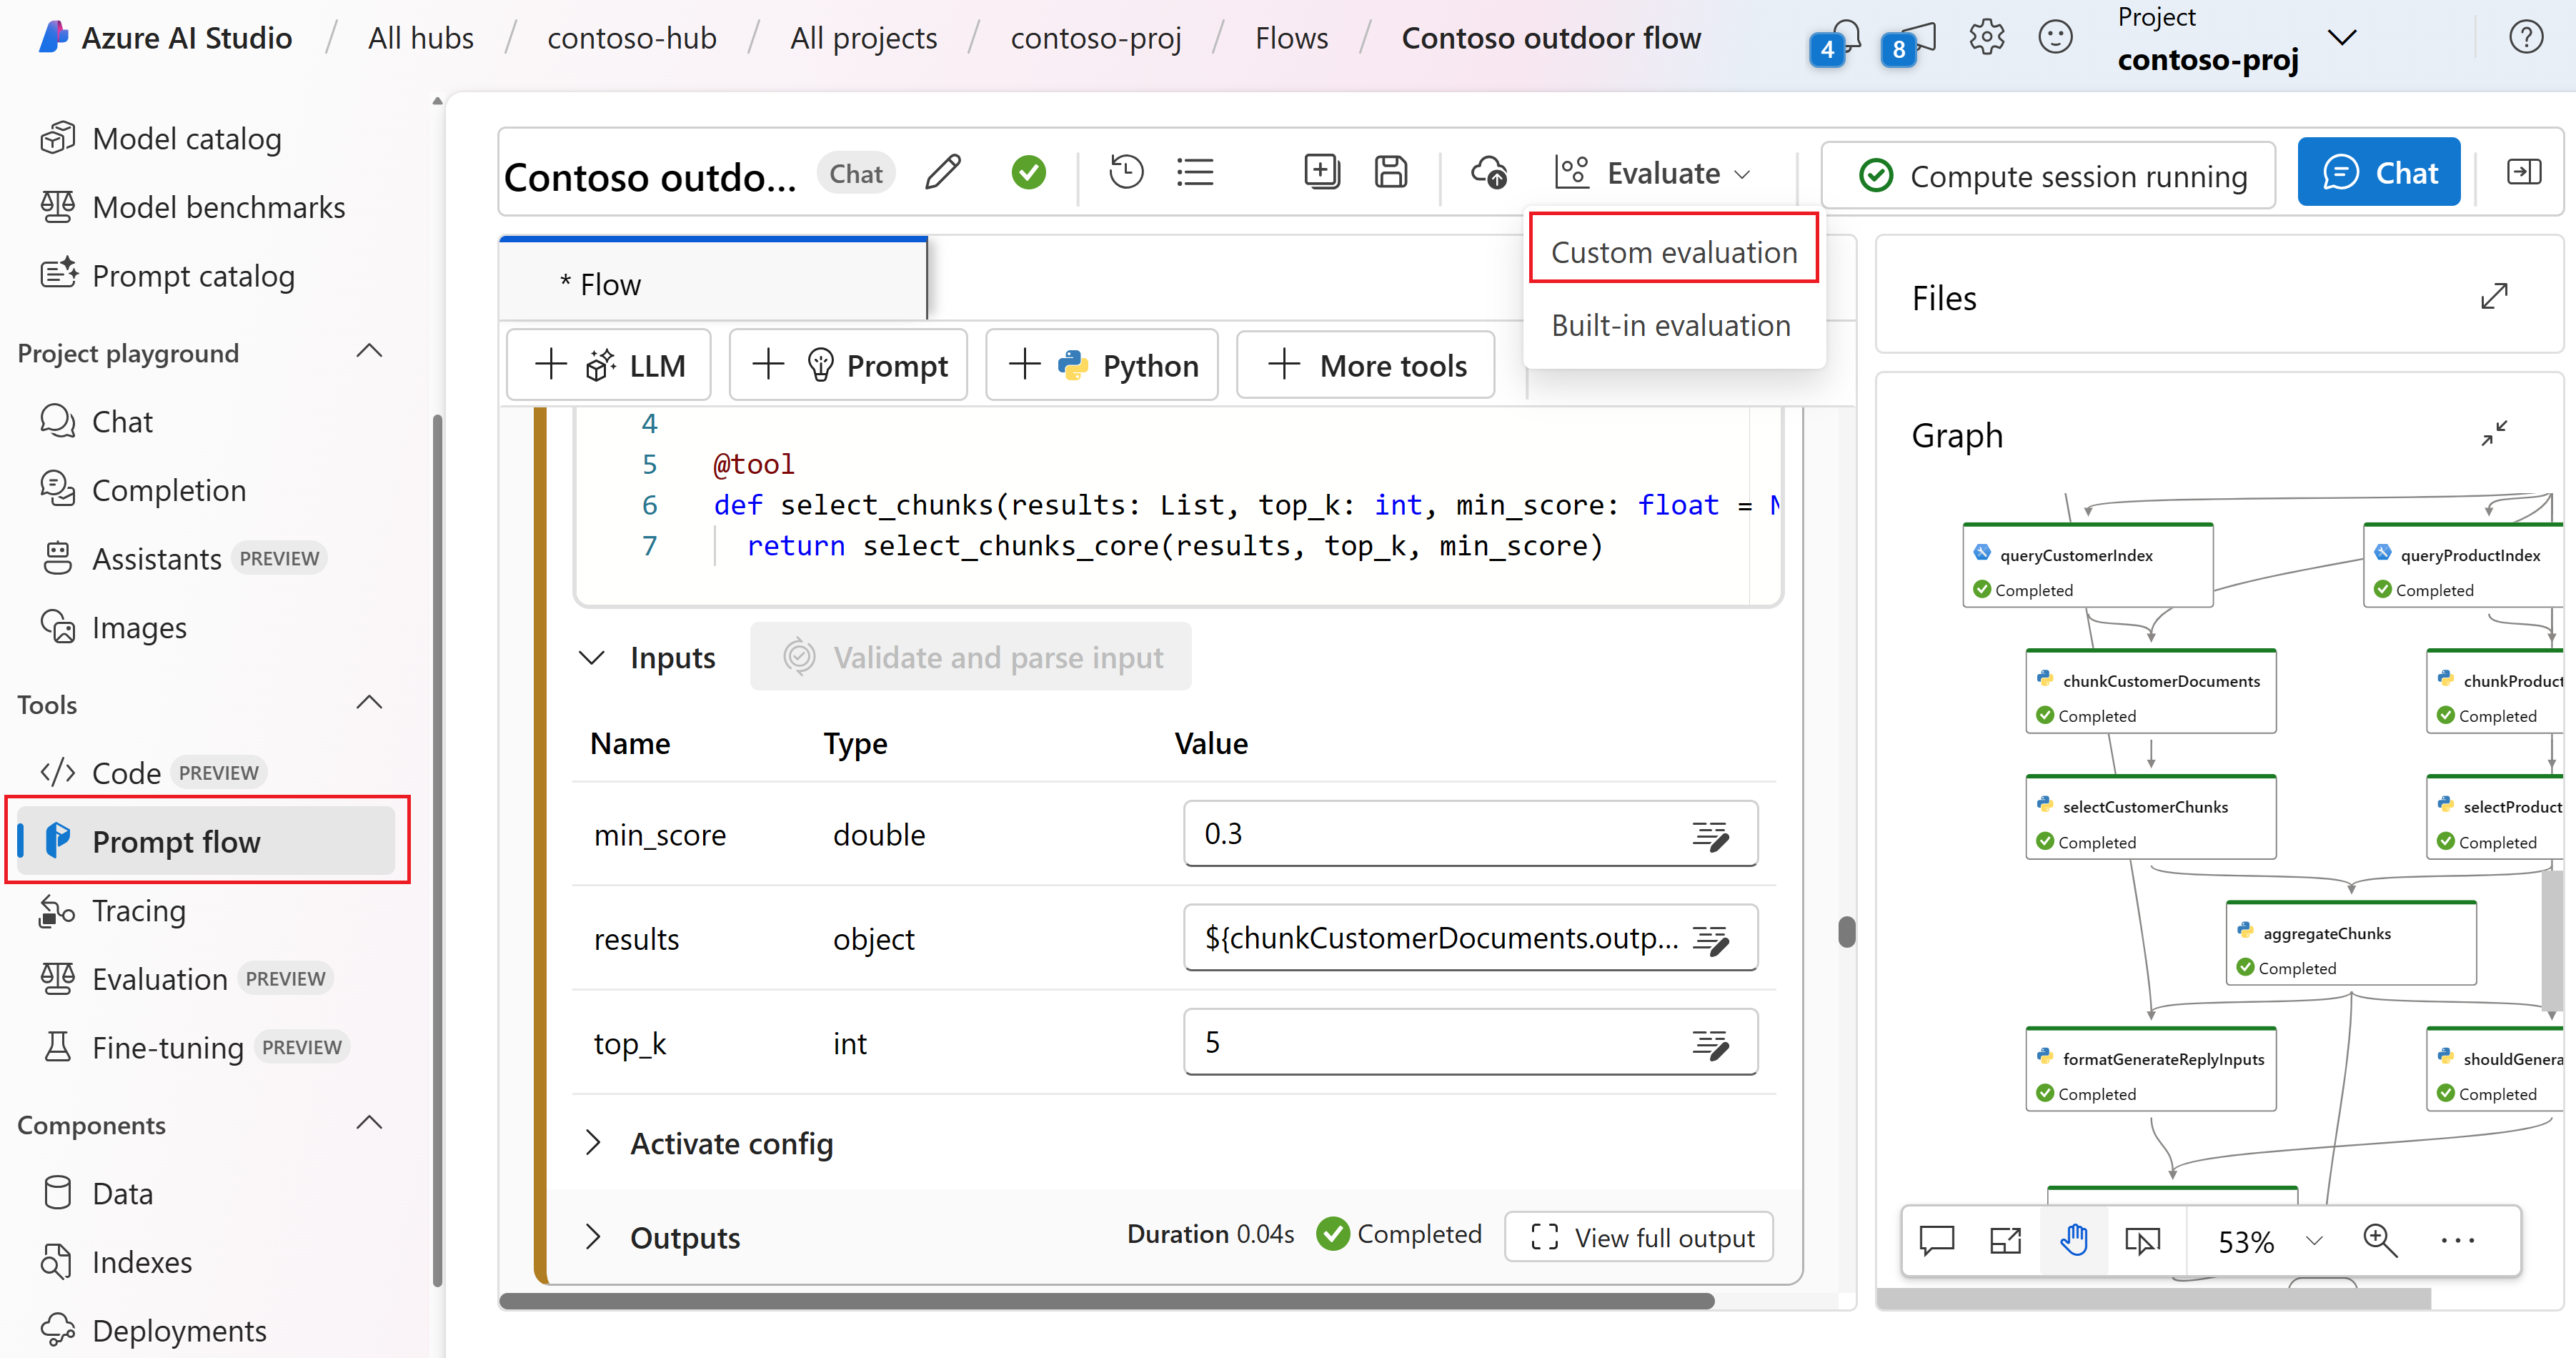 Azure AI Studio / All hubs / contoso-hub / All projects / contoso-proj / Flows / Contoso outdoor flow
4
8
Project
contoso-proj
Model catalog
Model benchmarks
Prompt catalog
Project playground
Chat
Completion
Assistants PREVIEW
Images
Tools
Code PREVIEW
Prompt flow
Tracing
Evaluation PREVIEW
Fine-tuning PREVIEW
Components
Data
Indexes
Deployments
Contoso outdo... Chat
Evaluate
Compute session running
Chat
Custom evaluation
Built-in evaluation
* Flow
LLM
Prompt
Python
More tools
4
5 @tool
6 def select_chunks(results: List, top_k: int, min_score: float = N
7 return select_chunks_core(results, top_k, min_score)
Inputs Validate and parse input
Name Type Value
min_score double 0.3
results object ${chunkCustomerDocuments.outp...
top_k int 5
Activate config
Outputs Duration 0.04s Completed View full output
Files
Graph
queryCustomerIndex
Completed
queryProductIndex
Completed
chunkCustomerDocuments
Completed
chunkProduct
Completed
selectCustomerChunks
Completed
selectProduct
Completed
aggregateChunks
Completed
formatGenerateReplyInputs
Completed
shouldGenera
Completed
53%